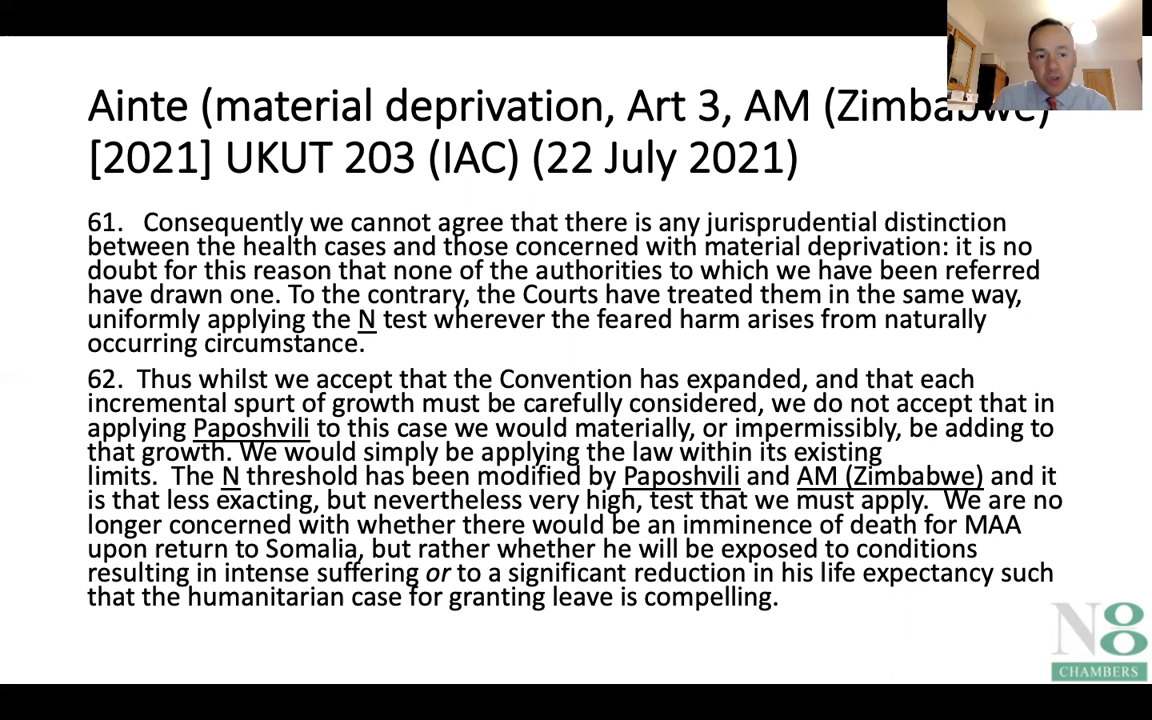 Ainte (material deprivation, Art 3, AM (Zimbabwe)
[2021] UKUT 203 (IAC) (22 July 2021)
61. Consequently we cannot agree that there is any jurisprudential distinction
between the health cases and those concerned with material deprivation: it is no
doubt for this reason that none of the authorities to which we have been referred
have drawn one. To the contrary, the Courts have treated them in the same way,
uniformly applying the N test wherever the feared harm arises from naturally
occurring circumstance.
62. Thus whilst we accept that the Convention has expanded, and that each
incremental spurt of growth must be carefully considered, we do not accept that in
applying Paposhvili to this case we would materially, or impermissibly, be adding to
that growth. We would simply be applying the law within its existing
limits. The N threshold has been modified by Paposhvili and AM (Zimbabwe) and it
is that less exacting, but nevertheless very high, test that we must apply. We are no
longer concerned with whether there would be an imminence of death for MAA
upon return to Somalia, but rather whether he will be exposed to conditions
resulting in intense suffering or to a significant reduction in his life expectancy such
that the humanitarian case for granting leave is compelling.
N8
CHAMBERS